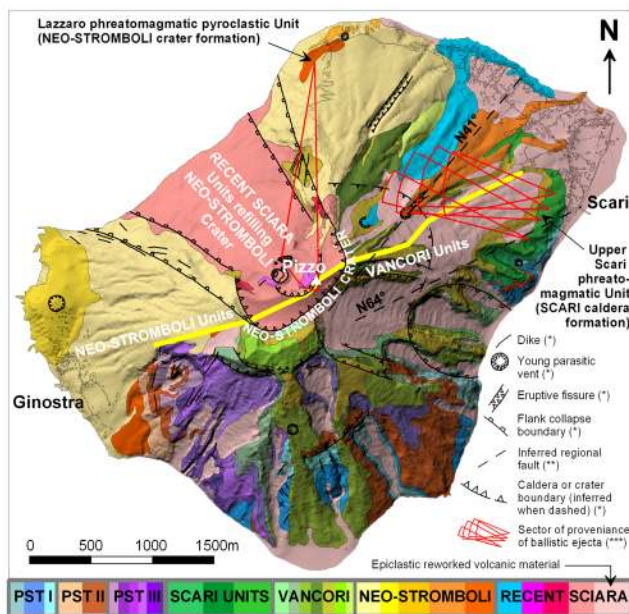 Lazzaro phreatomagmatic pyroclastic Unit
(NEO-STROMBOLI crater formation)
N
N41°
RECENT SCIARA
Units refilling
NEO-STROMBOLI
Crater
Scari
Pizzo
VANCORI Units
NEO-STROMBOLI CRATER
Upper
Scari
phreato-
magmatic Unit
(SCARI caldera
formation)
N64°
NEO-STROMBOLI Units
Ginostra
Dike (*)
Young parasitic
vent (*)
Eruptive fissure (*)
Flank collapse
boundary (*)
Inferred regional
fault (**)
Caldera or crater
boundary (inferred
when dashed) (*)
Sector of proveniance
of ballistic ejecta (***)
0 500 1000 1500m
Epiclastic reworked volcanic material
PST I PST II PST III SCARI UNITS VANCORI NEO-STROMBOLI RECENT SCIARA